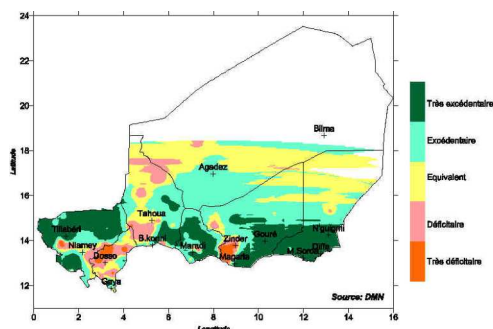 24
22
20
18
16
14
12
Latitude
0 2 4 6 8 10 12 14 16
Longitude
Bilma
Agadez
Tahoua
Tillabéri
Niamey
Dosso
Gaya
B.konni
Maradi
Zinder
Magaria
Gouré
N'guigmi
Diffa
M.Soroa
Source: DMN
Très excédentaire
Excédentaire
Equivalent
Déficitaire
Très déficitaire